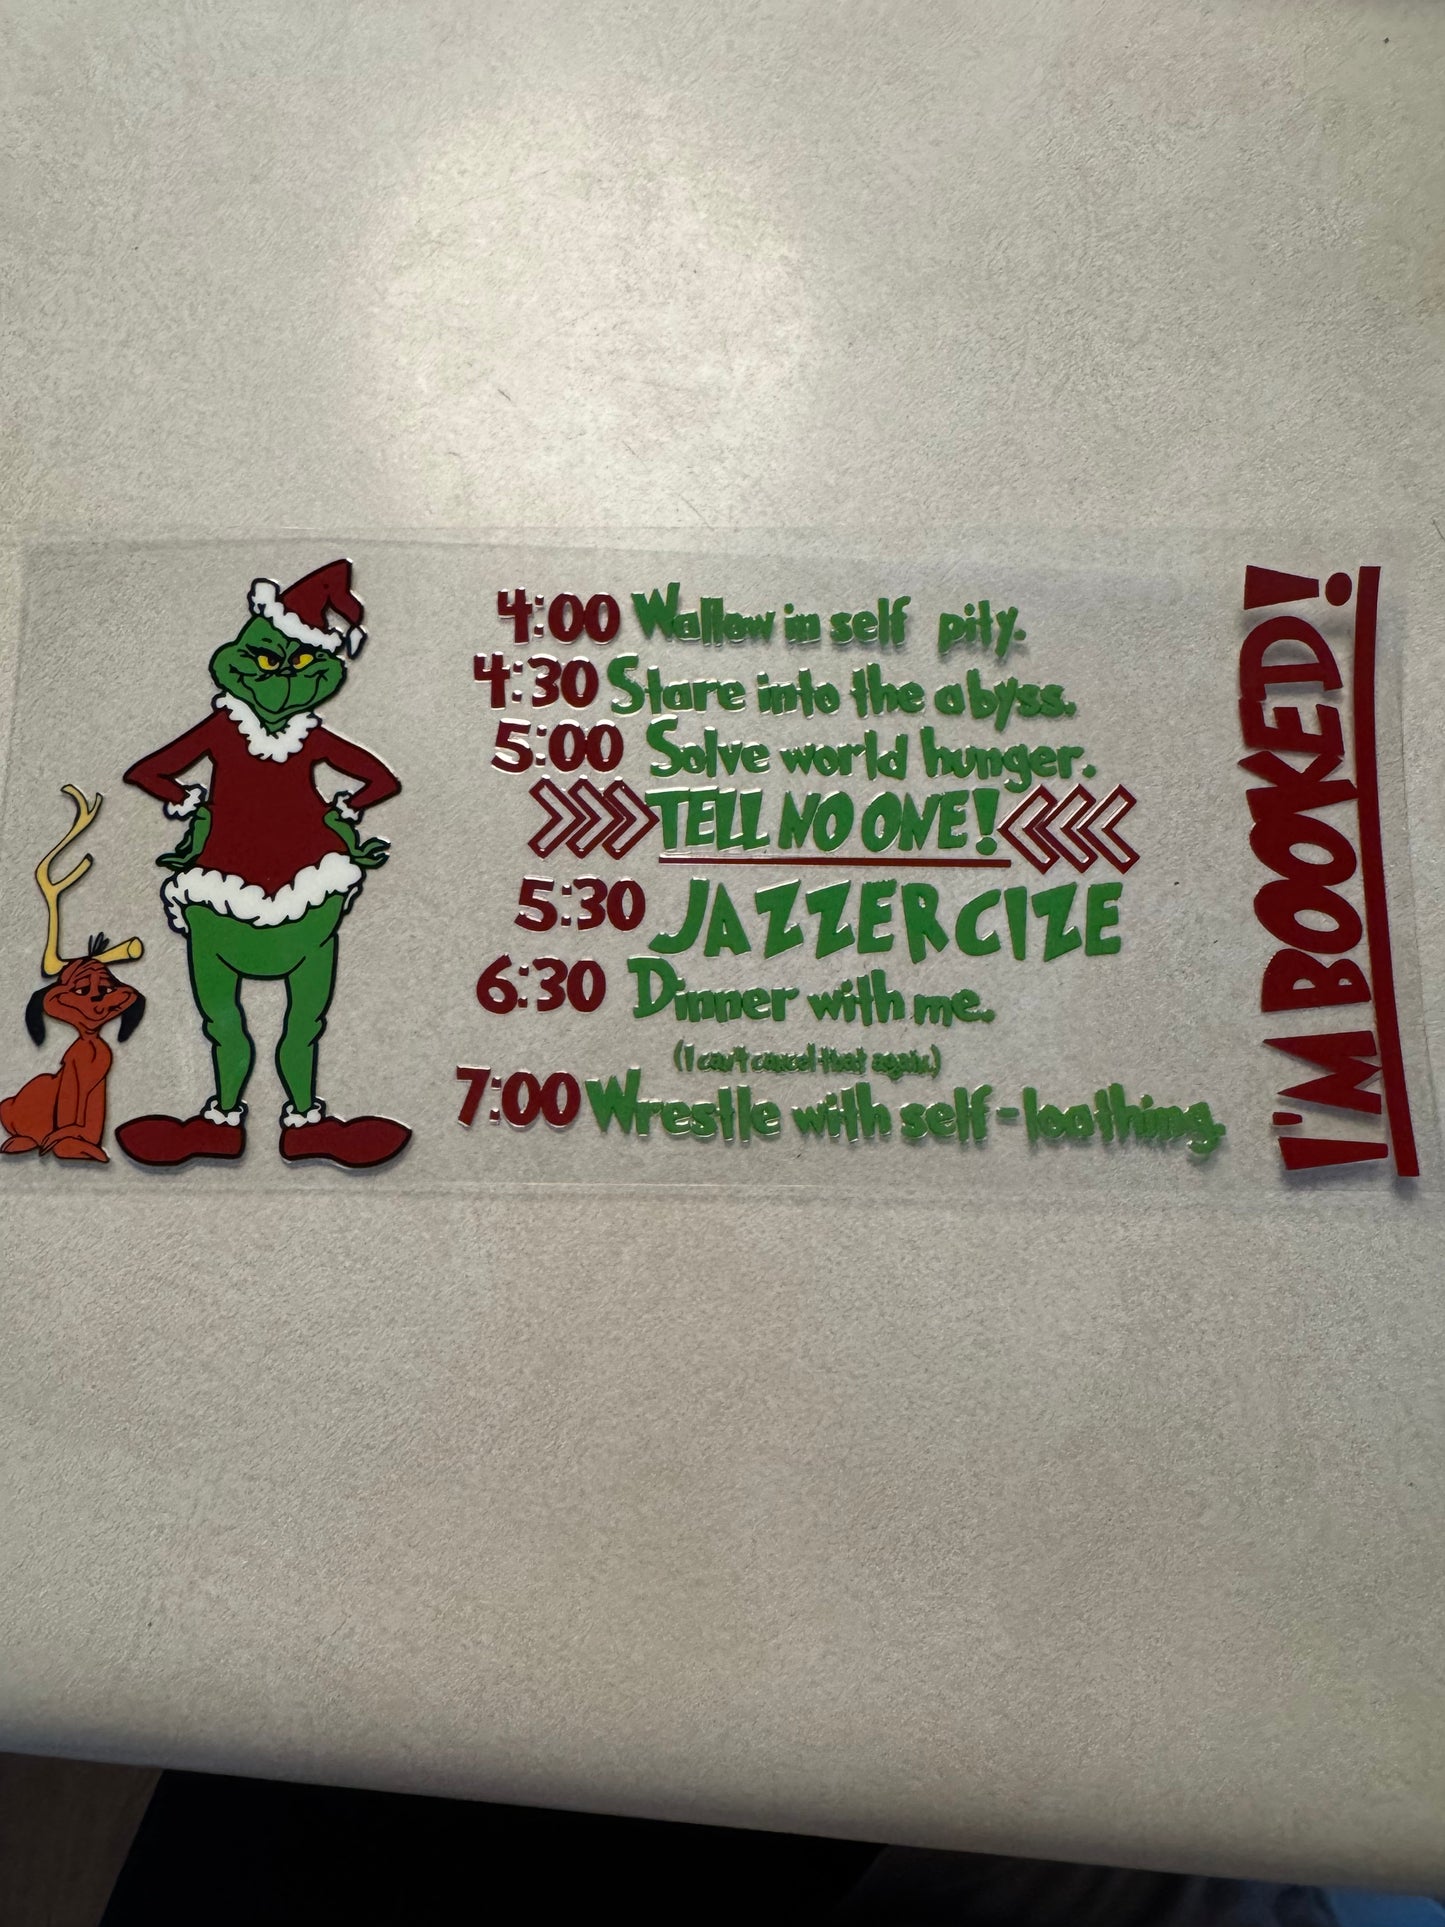 4:00 Wallow in self pity.
4:30 Stare into the abyss.
5:00 Solve world hunger.
TELL NO ONE!
5:30 JAZZERCIZE
6:30 Dinner with me.
(I can't cancel that again.)
7:00 Wrestle with self-loathing.
I'M BOOKED!